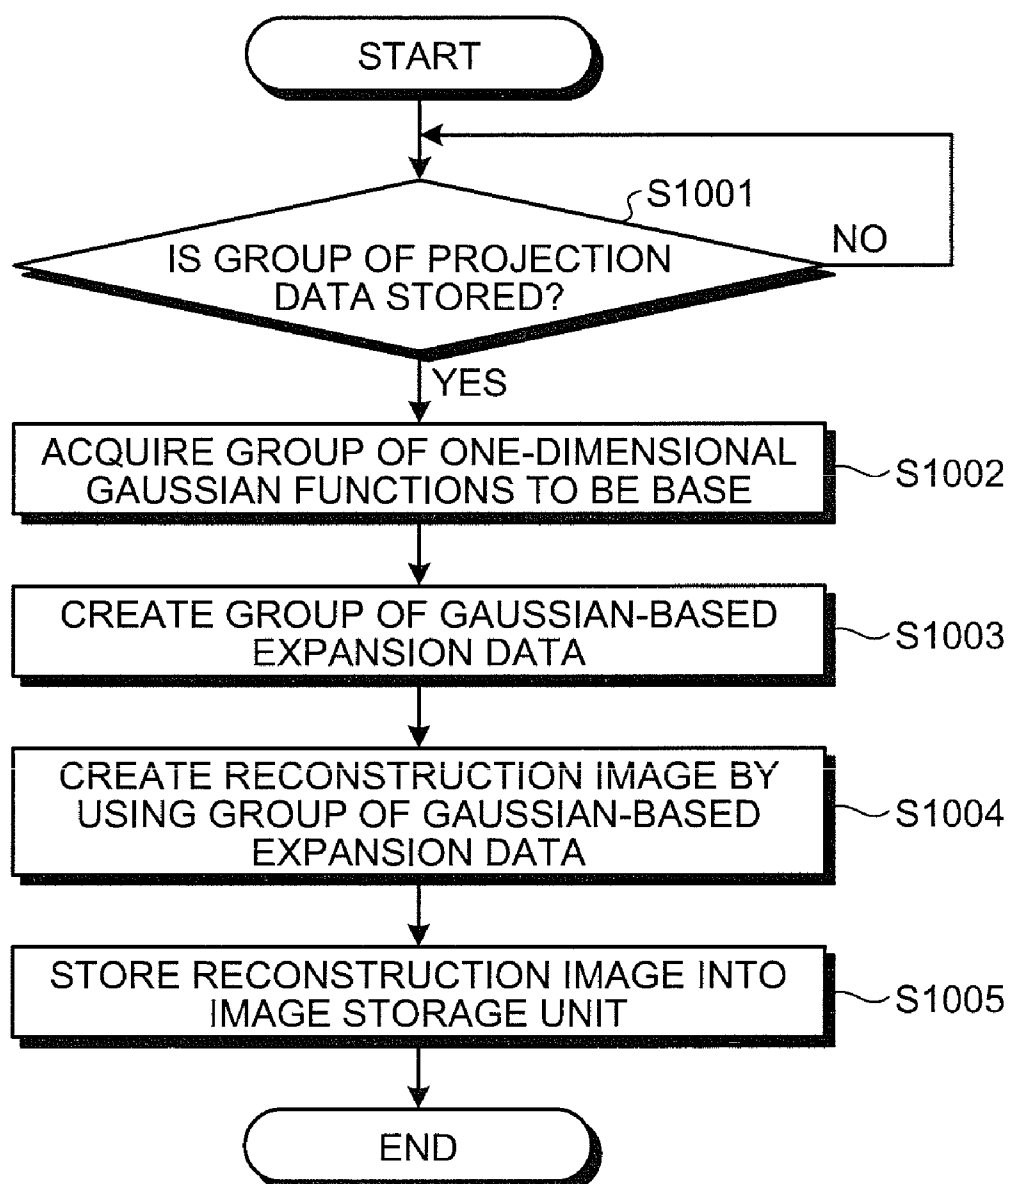 START
S1001
IS GROUP OF PROJECTION
DATA STORED?
NO
YES
ACQUIRE GROUP OF ONE-DIMENSIONAL
GAUSSIAN FUNCTIONS TO BE BASE
S1002
CREATE GROUP OF GAUSSIAN-BASED
EXPANSION DATA
S1003
CREATE RECONSTRUCTION IMAGE BY
USING GROUP OF GAUSSIAN-BASED
EXPANSION DATA
S1004
STORE RECONSTRUCTION IMAGE INTO
IMAGE STORAGE UNIT
S1005
END